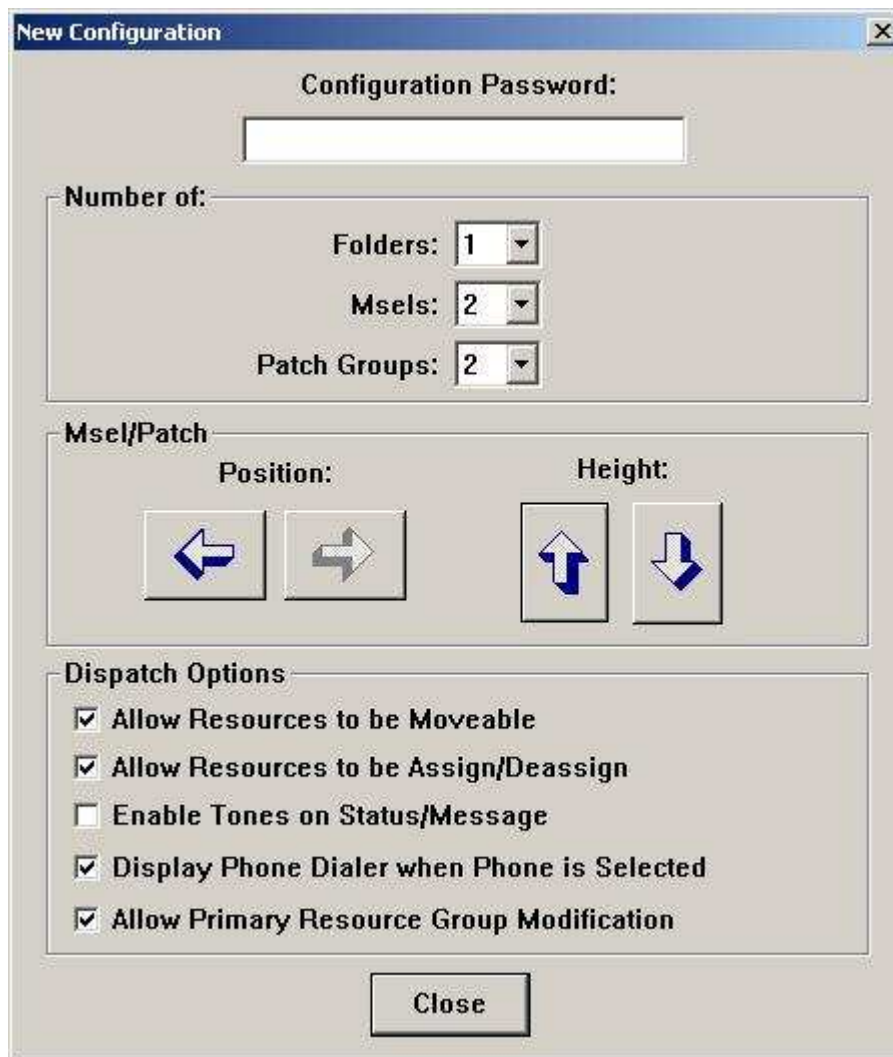 New Configuration
Configuration Password:
Number of:
Folders: 1
Msels: 2
Patch Groups: 2
Msel/Patch
Position: Height:
Dispatch Options
Allow Resources to be Moveable
Allow Resources to be Assign/Deassign
Enable Tones on Status/Message
Display Phone Dialer when Phone is Selected
Allow Primary Resource Group Modification
Close